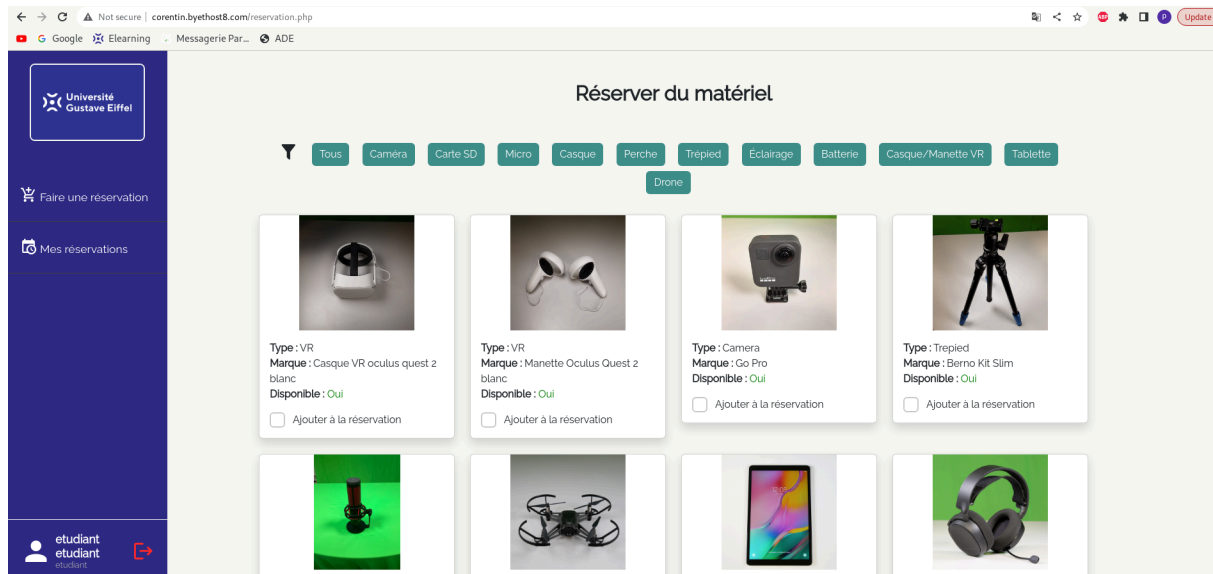 Not secure | corentin.byethost8.com/reservation.php
ABP
P
Update
G Google
Elearning
Messagerie Par...
ADE
Université
Gustave Eiffel
Faire une réservation
Mes réservations
etudiant
etudiant
etudiant
Réserver du matériel
Tous Caméra Carte SD Micro Casque Perche Trépied Éclairage Batterie Casque/Manette VR Tablette
Drone
Type : VR
Marque : Casque VR oculus quest 2
blanc
Disponible : Oui
Ajouter à la réservation
Type : VR
Marque : Manette Oculus Quest 2
blanc
Disponible : Oui
Ajouter à la réservation
Type : Camera
Marque : Go Pro
Disponible : Oui
Ajouter à la réservation
Type : Trepied
Marque : Berno Kit Slim
Disponible : Oui
Ajouter à la réservation